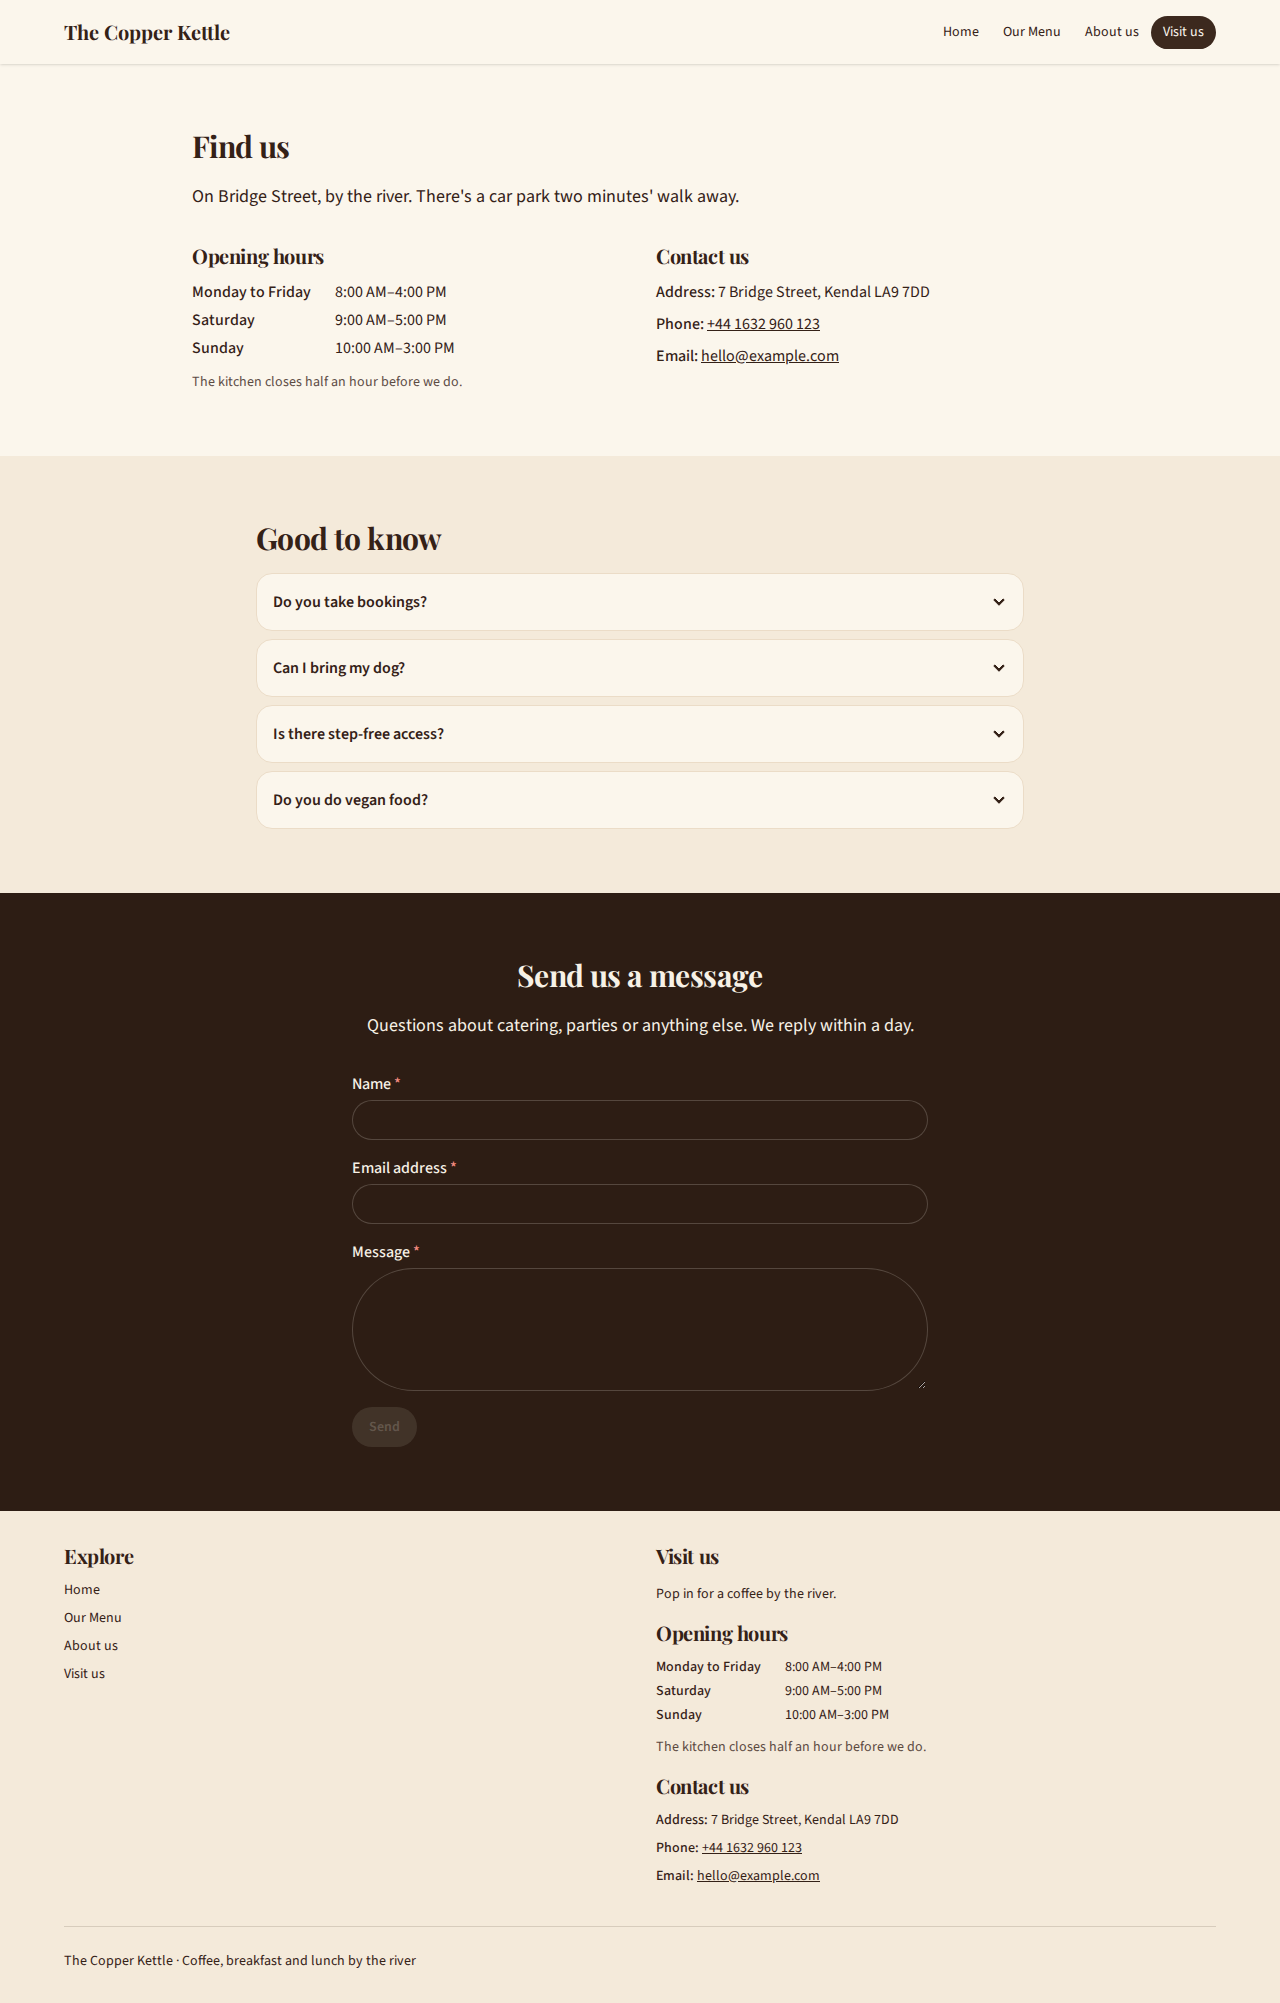 The Copper Kettle
Home Our Menu About us Visit us
Find us
On Bridge Street, by the river. There's a car park two minutes' walk away.
Opening hours
Monday to Friday 8:00 AM–4:00 PM
Saturday 9:00 AM–5:00 PM
Sunday 10:00 AM–3:00 PM
The kitchen closes half an hour before we do.
Contact us
Address: 7 Bridge Street, Kendal LA9 7DD
Phone: +44 1632 960 123
Email: hello@example.com
Good to know
Do you take bookings?
Can I bring my dog?
Is there step-free access?
Do you do vegan food?
Send us a message
Questions about catering, parties or anything else. We reply within a day.
Name *
Email address *
Message *
Send
Explore
Home
Our Menu
About us
Visit us
Visit us
Pop in for a coffee by the river.
Opening hours
Monday to Friday 8:00 AM–4:00 PM
Saturday 9:00 AM–5:00 PM
Sunday 10:00 AM–3:00 PM
The kitchen closes half an hour before we do.
Contact us
Address: 7 Bridge Street, Kendal LA9 7DD
Phone: +44 1632 960 123
Email: hello@example.com
The Copper Kettle · Coffee, breakfast and lunch by the river